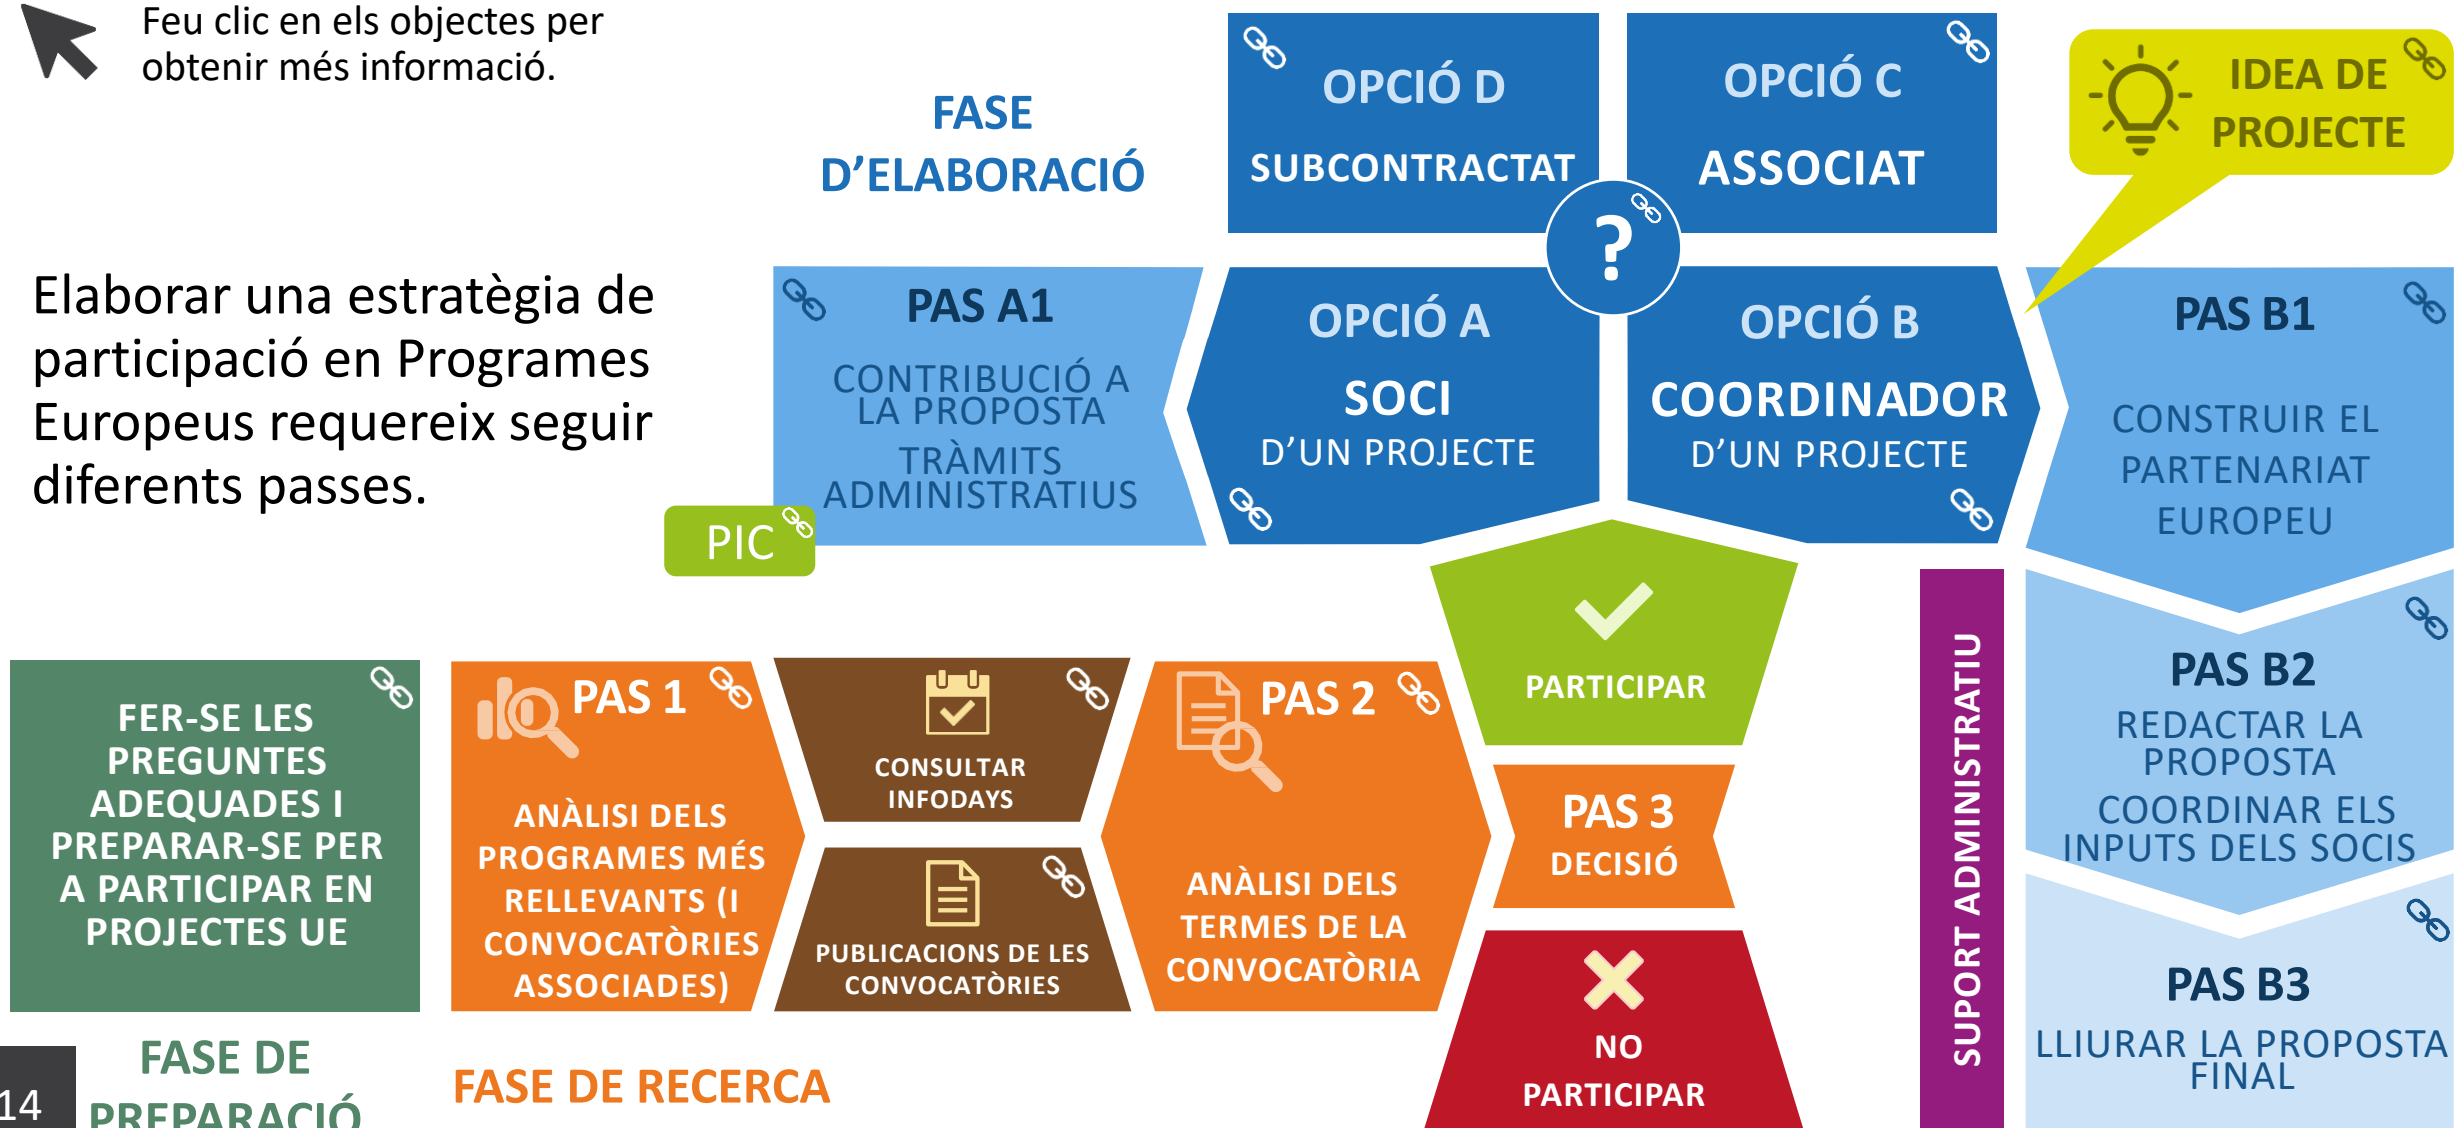 Feu clic en els objectes per
obtenir més informació.
FASE
D'ELABORACIÓ
OPCIÓ D
SUBCONTRACTAT
OPCIÓ C
ASSOCIAT
IDEA DE
PROJECTE
?
Elaborar una estratègia de
participació en Programes
Europeus requereix seguir
diferents passes.
PAS A1
CONTRIBUCIÓ A
LA PROPOSTA
TRÀMITS
ADMINISTRATIUS
PIC
OPCIÓ A
SOCI
D'UN PROJECTE
OPCIÓ B
COORDINADOR
D'UN PROJECTE
PAS B1
CONSTRUIR EL
PARTENARIAT
EUROPEU
PARTICIPAR
SUPORT ADMINISTRATIU
PAS B2
REDACTAR LA
PROPOSTA
COORDINAR ELS
INPUTS DELS SOCIS
PAS B3
LLIURAR LA PROPOSTA
FINAL
FER-SE LES
PREGUNTES
ADEQUADES I
PREPARAR-SE PER
A PARTICIPAR EN
PROJECTES UE
PAS 1
ANÀLISI DELS
PROGRAMES MÉS
RELLEVANTS (I
CONVOCATÒRIES
ASSOCIADES)
CONSULTAR
INFODAYS
PUBLICACIONS DE LES
CONVOCATÒRIES
PAS 2
ANÀLISI DELS
TERMES DE LA
CONVOCATÒRIA
PAS 3
DECISIÓ
NO
PARTICIPAR
FASE DE
PREPARACIÓ
FASE DE RECERCA
14